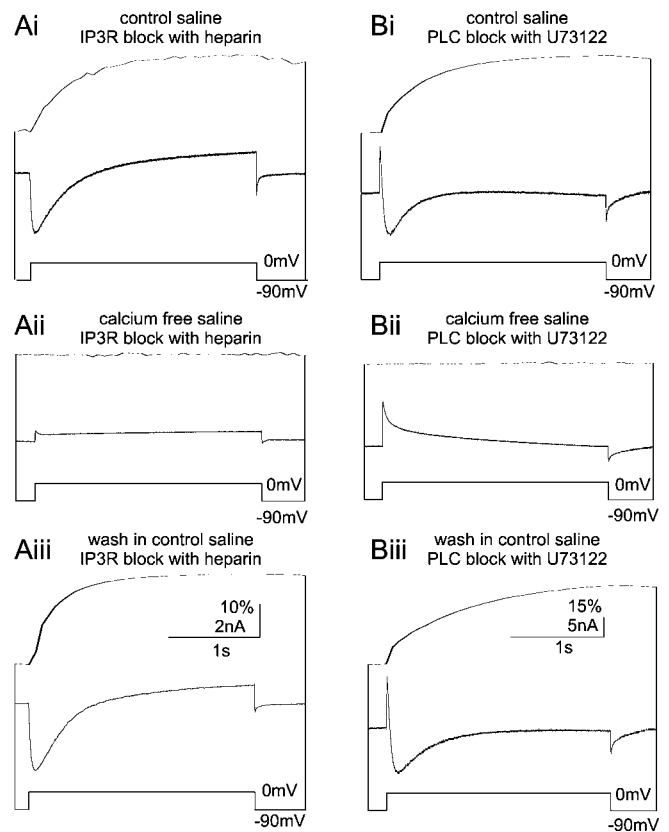 Ai
control saline
IP3R block with heparin
0mV
-90mV
Bi
control saline
PLC block with U73122
0mV
-90mV
Aii
calcium free saline
IP3R block with heparin
0mV
-90mV
Bii
calcium free saline
PLC block with U73122
0mV
-90mV
Aiii
wash in control saline
IP3R block with heparin
10%
2nA
1s
0mV
-90mV
Biii
wash in control saline
PLC block with U73122
15%
5nA
1s
0mV
-90mV